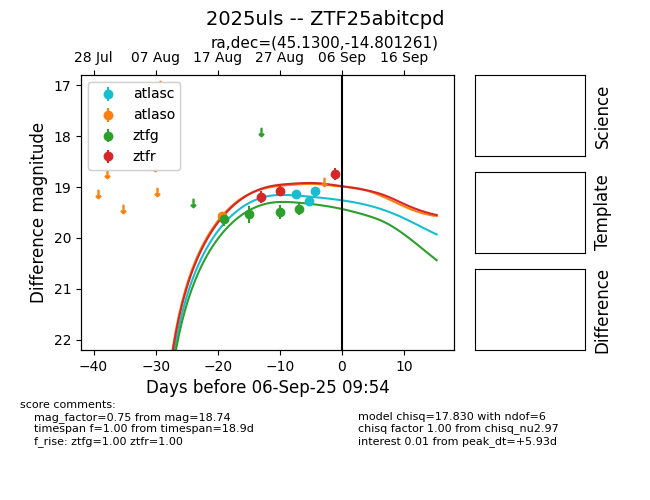 2025uls -- ZTF25abitcpd
ra,dec=(45.1300,-14.801261)
28 Jul 07 Aug 17 Aug 27 Aug 06 Sep 16 Sep
17
18
19
20
21
22
Difference magnitude
atlasc
atlaso
ztfg
ztfr
−40 −30 −20 −10 0 10
Days before 06-Sep-25 09:54
Science
Template
Difference
score comments:
mag_factor=0.75 from mag=18.74
timespan f=1.00 from timespan=18.9d
f_rise: ztfg=1.00 ztfr=1.00
model chisq=17.830 with ndof=6
chisq factor 1.00 from chisq_nu2.97
interest 0.01 from peak_dt=+5.93d